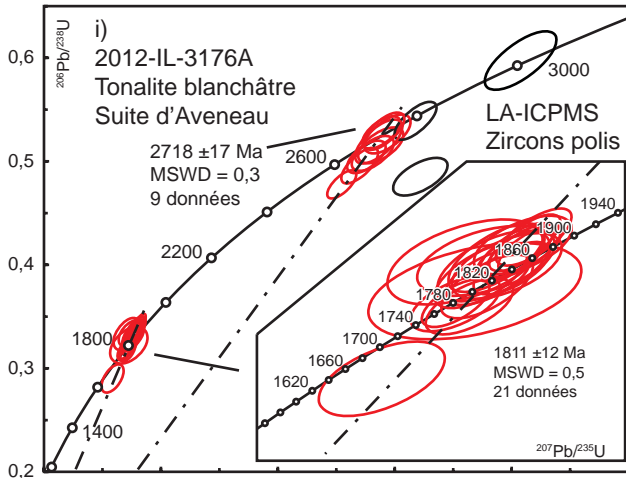 i)
2012-IL-3176A
Tonalite blanchâtre
Suite d'Aveneau
206Pb/238U
0,6
0,5
0,4
0,3
0,2
3000
2600
2200
1800
1400
2718 ±17 Ma
MSWD = 0,3
9 données
LA-ICPMS
Zircons polis
1940
1900
1860
1820
1780
1740
1700
1660
1620
1811 ±12 Ma
MSWD = 0,5
21 données
207Pb/235U